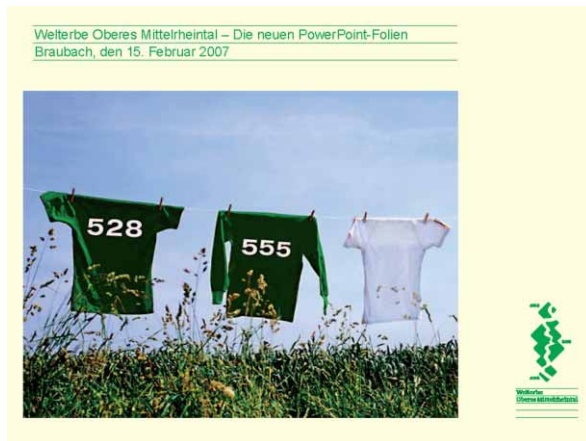 Welterbe Oberes Mittelrheintal – Die neuen PowerPoint-Folien
Braubach, den 15. Februar 2007
528
555
Welterbe
Oberes Mittelrheintal